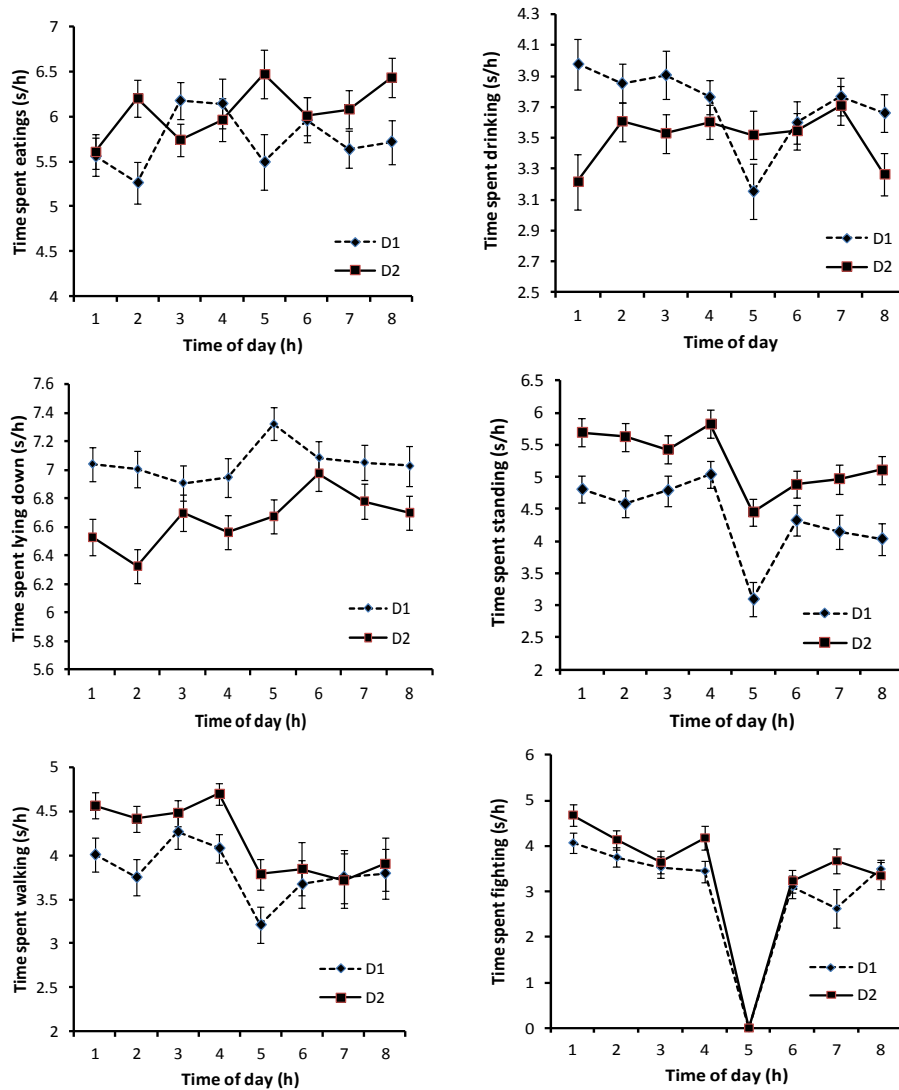 Time spent eatings (s/h)
7
6.5
6
5.5
5
4.5
4
D1
D2
1 2 3 4 5 6 7 8
Time of day (h)
Time spent drinking (s/h)
4.3
4.1
3.9
3.7
3.5
3.3
3.1
2.9
2.7
2.5
D1
D2
1 2 3 4 5 6 7 8
Time of day
Time spent lying down (s/h)
7.6
7.4
7.2
7
6.8
6.6
6.4
6.2
6
5.8
5.6
D1
D2
1 2 3 4 5 6 7 8
Time of day (h)
Time spent standing (s/h)
6.5
6
5.5
5
4.5
4
3.5
3
2.5
2
D1
D2
1 2 3 4 5 6 7 8
Time of day (h)
Time spent walking (s/h)
5
4.5
4
3.5
3
2.5
2
D1
D2
1 2 3 4 5 6 7 8
Time of day (h)
Time spent fighting (s/h)
6
5
4
3
2
1
0
D1
D2
1 2 3 4 5 6 7 8
Time of day (h)